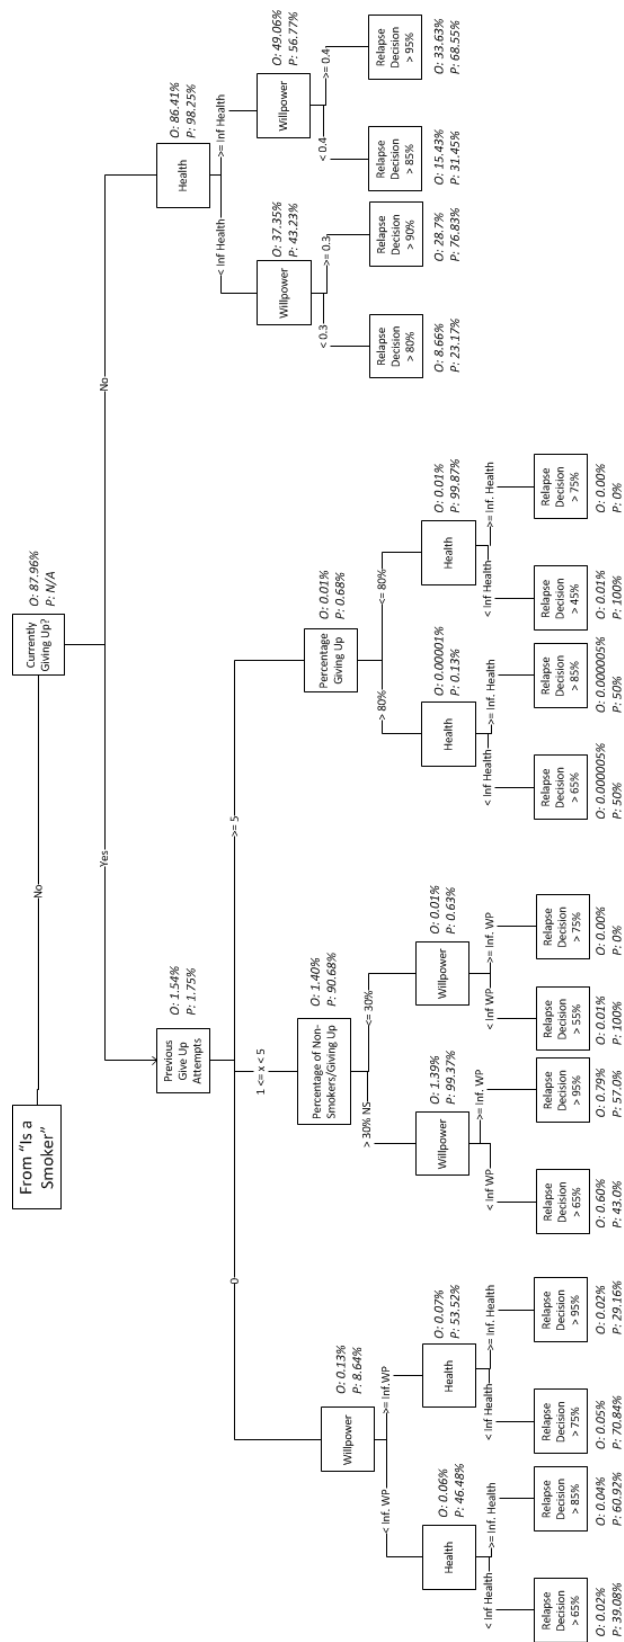 From "Is a
Smoker"
No
Currently
Giving Up?
O: 87.96%
P: N/A
Yes
No
Previous
Give Up
Attempts
O: 1.54%
P: 1.75%
Health
O: 86.41%
P: 98.25%
0
1 <= x < 5
>= 5
< Inf Health
>= Inf Health
Willpower
O: 0.13%
P: 8.64%
Percentage of Non-
Smokers/Giving Up
O: 1.40%
P: 90.68%
Percentage
Giving Up
O: 0.01%
P: 0.68%
Willpower
O: 37.35%
P: 43.23%
Willpower
O: 49.06%
P: 56.77%
< Inf. WP
>= Inf.WP
> 30% NS
<= 30%
> 80%
<= 80%
< 0.3
>= 0.3
< 0.4
>= 0.4
Health
O: 0.06%
P: 46.48%
Health
O: 0.07%
P: 53.52%
Willpower
O: 1.39%
P: 99.37%
Willpower
O: 0.01%
P: 0.63%
Health
O: 0.00001%
P: 0.13%
Health
O: 0.01%
P: 99.87%
Relapse
Decision
> 80%
O: 8.66%
P: 23.17%
Relapse
Decision
> 90%
O: 28.7%
P: 76.83%
Relapse
Decision
> 85%
O: 15.43%
P: 31.45%
Relapse
Decision
> 95%
O: 33.63%
P: 68.55%
< Inf Health
>= Inf. Health
< Inf Health
>= Inf. Health
< Inf WP
>= Inf. WP
< Inf WP
>= Inf. WP
< Inf Health
>= Inf. Health
< Inf Health
>= Inf. Health
Relapse
Decision
> 65%
O: 0.02%
P: 39.08%
Relapse
Decision
> 85%
O: 0.04%
P: 60.92%
Relapse
Decision
> 75%
O: 0.05%
P: 70.84%
Relapse
Decision
> 95%
O: 0.02%
P: 29.16%
Relapse
Decision
> 65%
O: 0.60%
P: 43.0%
Relapse
Decision
> 95%
O: 0.79%
P: 57.0%
Relapse
Decision
> 55%
O: 0.01%
P: 100%
Relapse
Decision
> 75%
O: 0.00%
P: 0%
Relapse
Decision
> 65%
O: 0.000005%
P: 50%
Relapse
Decision
> 85%
O: 0.000005%
P: 50%
Relapse
Decision
> 45%
O: 0.01%
P: 100%
Relapse
Decision
> 75%
O: 0.00%
P: 0%